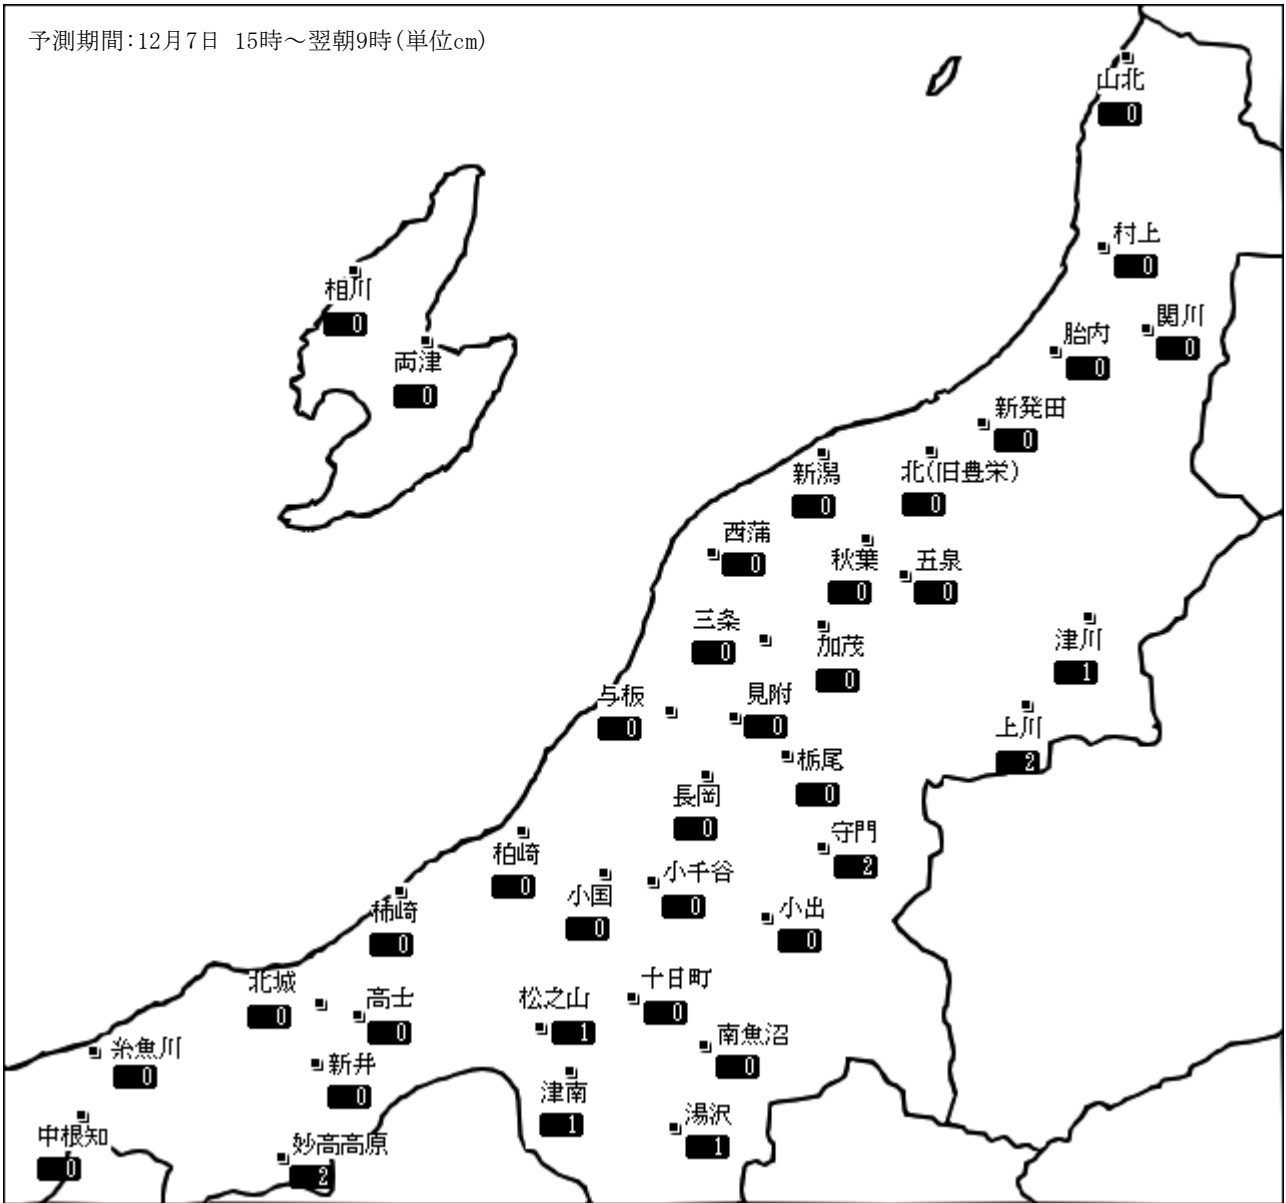 予測期間:12月7日 15時～翌朝9時(単位cm)
山北
0
村上
0
相川
0
関川
0
胎内
0
両津
0
新発田
0
新潟
0
北(旧豊栄)
0
西蒲
0
秋葉
0
五泉
0
三条
0
加茂
0
津川
1
与板
0
見附
0
上川
2
栃尾
0
長岡
0
守門
2
柏崎
0
小千谷
0
小国
0
小出
0
柿崎
0
北城
0
高士
0
松之山
1
十日町
0
南魚沼
0
糸魚川
0
新井
0
津南
1
湯沢
1
中根知
0
妙高高原
2